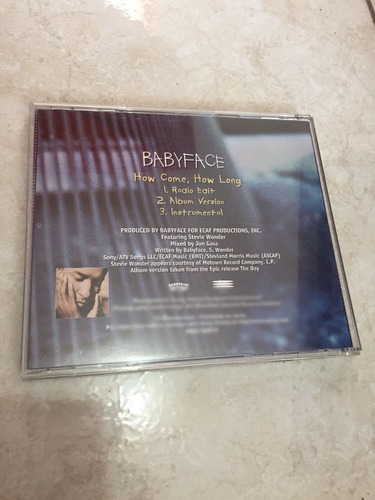 BABYFACE
How Come, How Long
1. Radio Edit
2. Album Version
3. Instrumental
PRODUCED BY BABYFACE FOR ECAF PRODUCTIONS, INC.
Featuring Stevie Wonder
Mixed by Jon Gass
Written by Babyface, S. Wonder
Sony/ATV Songs LLC/ECAF Music (BMI)/Stevland Morris Music (ASCAP)
Stevie Wonder appears courtesy of Motown Record Company, L.P.
Album version taken from the Epic release The Day